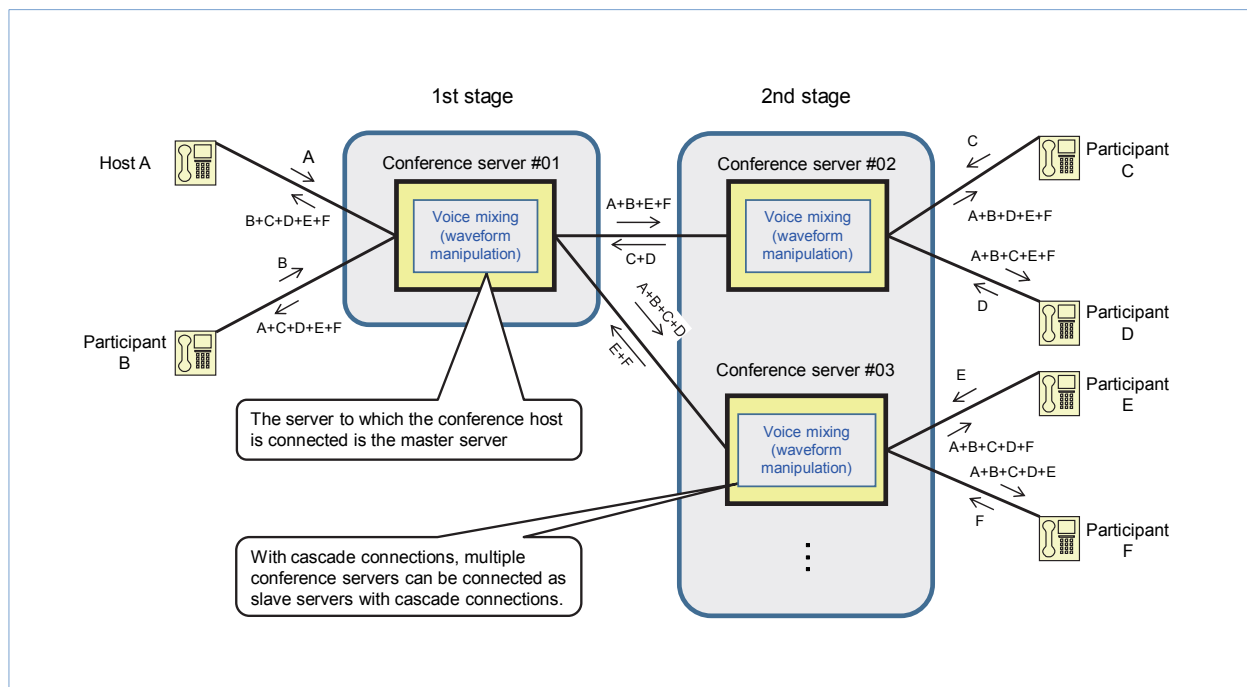 1st stage
2nd stage
Host A
A
B+C+D+E+F
Participant
B
B
A+C+D+E+F
Conference server #01
Voice mixing
(waveform
manipulation)
A+B+E+F
C+D
A+B+C+D
E+F
Conference server #02
Voice mixing
(waveform
manipulation)
C
A+B+D+E+F
Participant
C
A+B+C+E+F
D
Participant
D
Conference server #03
Voice mixing
(waveform
manipulation)
E
A+B+C+D+F
Participant
E
A+B+C+D+E
F
Participant
F
The server to which the conference host
is connected is the master server
With cascade connections, multiple
conference servers can be connected as
slave servers with cascade connections.